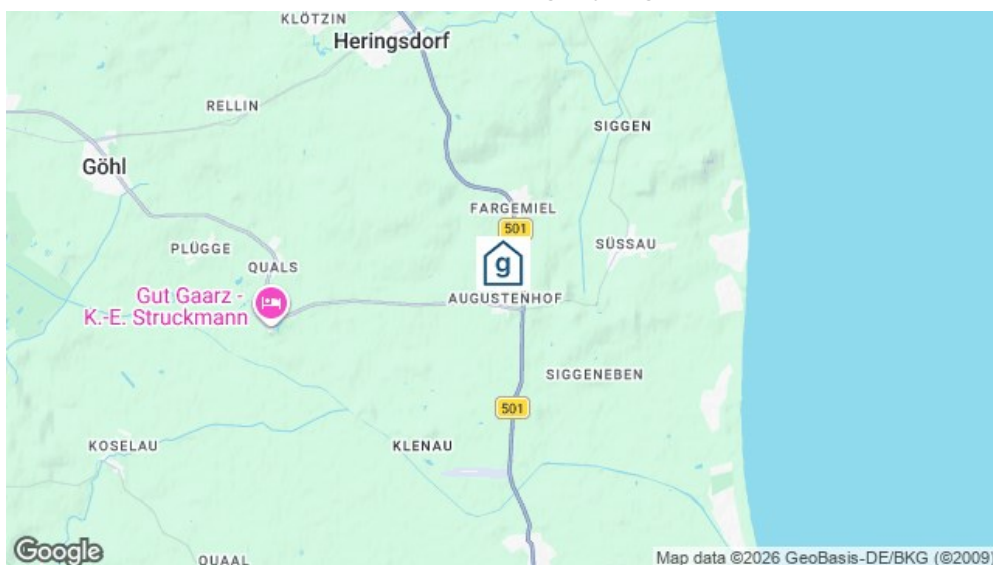 KLÖTZIN
Heringsdorf
RELLIN
SIGGEN
Göhl
FARGEMIEL
501
PLÜGGE
SÜSSAU
QUALS
g
Gut Gaarz -
K.-E. Struckmann
AUGUSTENHOF
SIGGENEBEN
501
KOSELAU
KLENAU
QUAAL
Google
Map data ©2026 GeoBasis-DE/BKG (©2009)